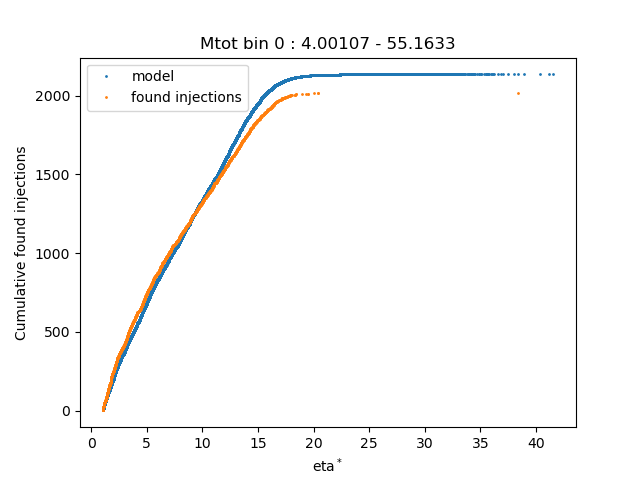 Mtot bin 0 : 4.00107 - 55.1633
model
found injections
2000
1500
1000
500
0
Cumulative found injections
0 5 10 15 20 25 30 35 40
eta*